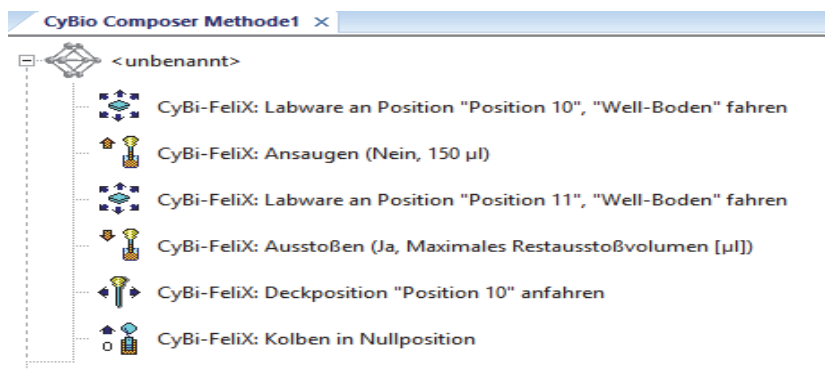 CyBio Composer Methode1 ×
<unbenannt>
CyBi-FeliX: Labware an Position "Position 10", "Well-Boden" fahren
CyBi-FeliX: Ansaugen (Nein, 150 µl)
CyBi-FeliX: Labware an Position "Position 11", "Well-Boden" fahren
CyBi-FeliX: Ausstoßen (Ja, Maximales Restausstoßvolumen [µl])
CyBi-FeliX: Deckposition "Position 10" anfahren
0 CyBi-FeliX: Kolben in Nullposition